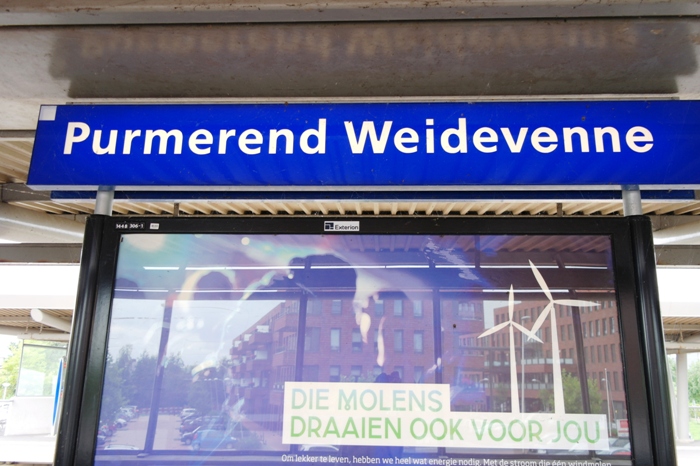 Purmerend Weidevenne
Exterion
DIE MOLENS
DRAAIEN OOK VOOR JOU
Om lekker te leven, hebben we heel wat energie nodig. Met de stroom die één windmolen